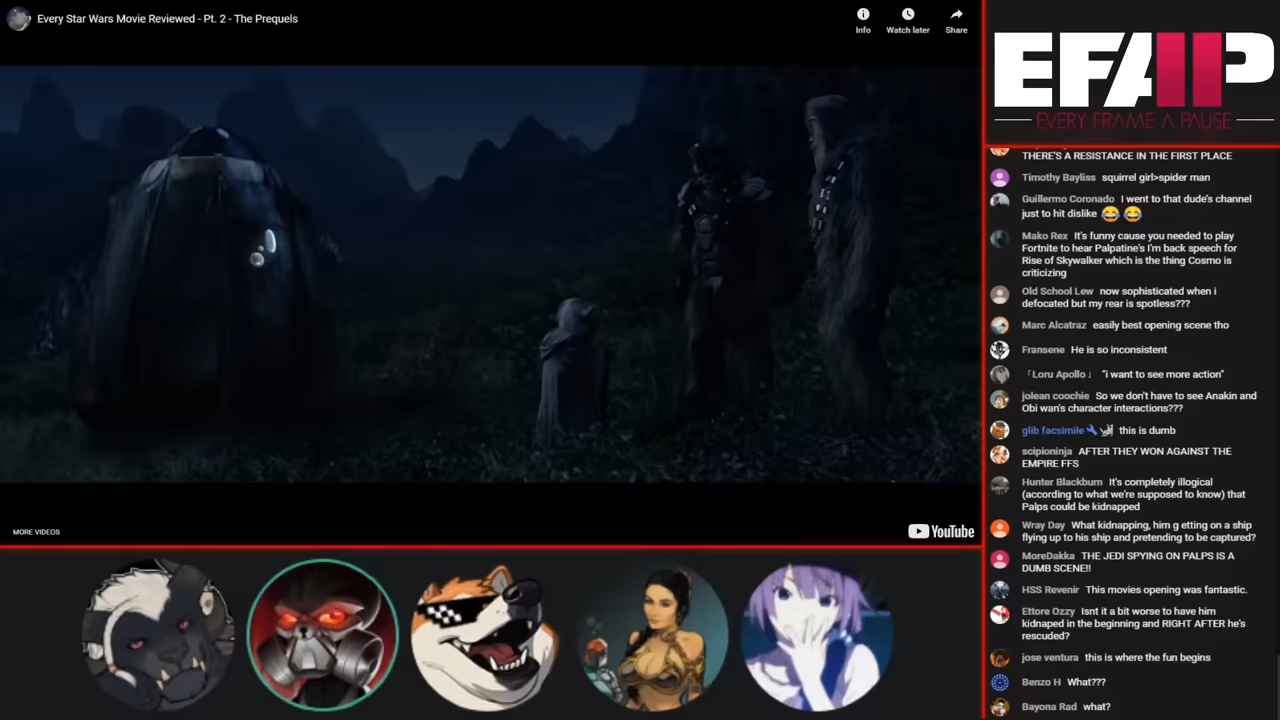 Every Star Wars Movie Reviewed - Pt. 2 - The Prequels
Info
Watch later
Share
MORE VIDEOS
YouTube
EFAP
EVERY FRAME A PAUSE
THERE'S A RESISTANCE IN THE FIRST PLACE
Timothy Bayliss squirrel girl>spider man
Guillermo Coronado I went to that dude's channel
just to hit dislike 😂 😂
Mako Rex It's funny cause you needed to play
Fortnite to hear Palpatine's I'm back speech for
Rise of Skywalker which is the thing Cosmo is
criticizing
Old School Lew now sophisticated when i
defocated but my rear is spotless???
Marc Alcatraz easily best opening scene tho
Fransene He is so inconsistent
「Loru Apollo」 "i want to see more action"
jolean coochie So we don't have to see Anakin and
Obi wan's character interactions???
glib facsimile this is dumb
scipioninja AFTER THEY WON AGAINST THE
EMPIRE FFS
Hunter Blackburn It's completely illogical
(according to what we're supposed to know) that
Palps could be kidnapped
Wray Day What kidnapping, him g etting on a ship
flying up to his ship and pretending to be captured?
MoreDakka THE JEDI SPYING ON PALPS IS A
DUMB SCENE!!
HSS Revenir This movies opening was fantastic.
Ettore Ozzy Isnt it a bit worse to have him
kidnaped in the beginning and RIGHT AFTER he's
rescuded?
jose ventura this is where the fun begins
Benzo H What???
Bayona Rad what?